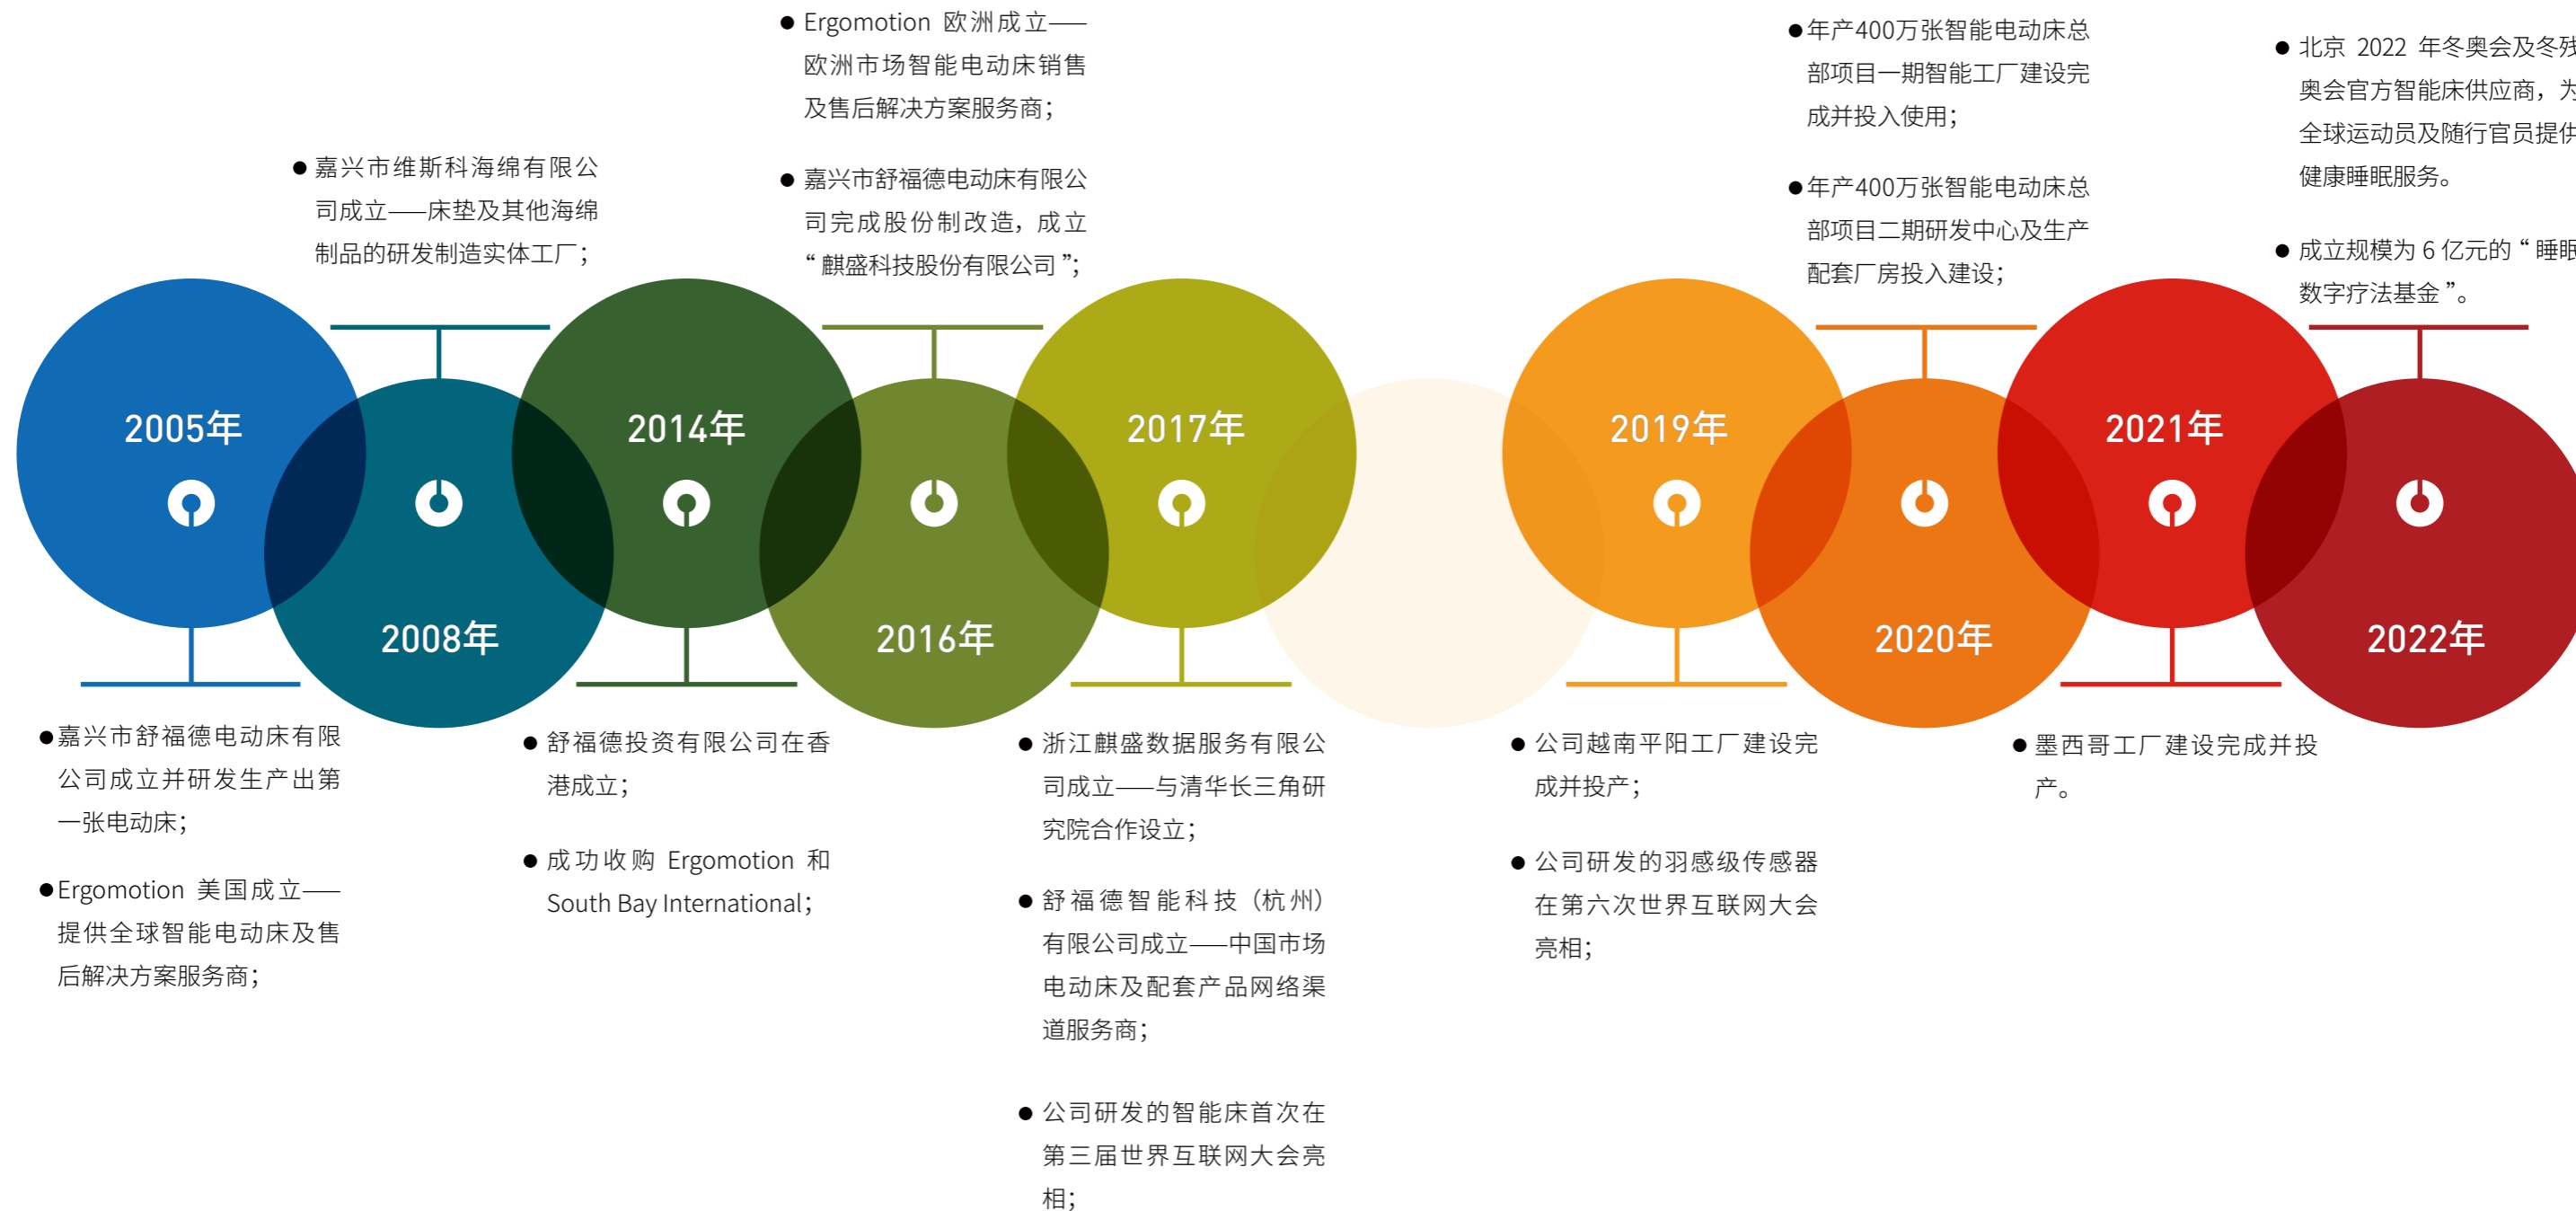 2005年
●嘉兴市舒福德电动床有限
公司成立并研发生产出第
一张电动床；
●Ergomotion 美国成立——
提供全球智能电动床及售
后解决方案服务商；
● 嘉兴市维斯科海绵有限公
司成立——床垫及其他海绵
制品的研发制造实体工厂；
2008年
2014年
● 舒福德投资有限公司在香
港成立；
● 成功收购 Ergomotion 和
South Bay International；
● Ergomotion 欧洲成立——
欧洲市场智能电动床销售
及售后解决方案服务商；
● 嘉兴市舒福德电动床有限公
司完成股份制改造，成立
“麒盛科技股份有限公司”；
2016年
2017年
● 浙江麒盛数据服务有限公
司成立——与清华长三角研
究院合作设立；
● 舒福德智能科技（杭州）
有限公司成立——中国市场
电动床及配套产品网络渠
道服务商；
● 公司研发的智能床首次在
第三届世界互联网大会亮
相；
2019年
● 公司越南平阳工厂建设完
成并投产；
● 公司研发的羽感级传感器
在第六次世界互联网大会
亮相；
●年产400万张智能电动床总
部项目一期智能工厂建设完
成并投入使用；
●年产400万张智能电动床总
部项目二期研发中心及生产
配套厂房投入建设；
2020年
2021年
● 墨西哥工厂建设完成并投
产。
● 北京 2022 年冬奥会及冬残
奥会官方智能床供应商，为
全球运动员及随行官员提供
健康睡眠服务。
● 成立规模为 6 亿元的“睡眠
数字疗法基金”。
2022年